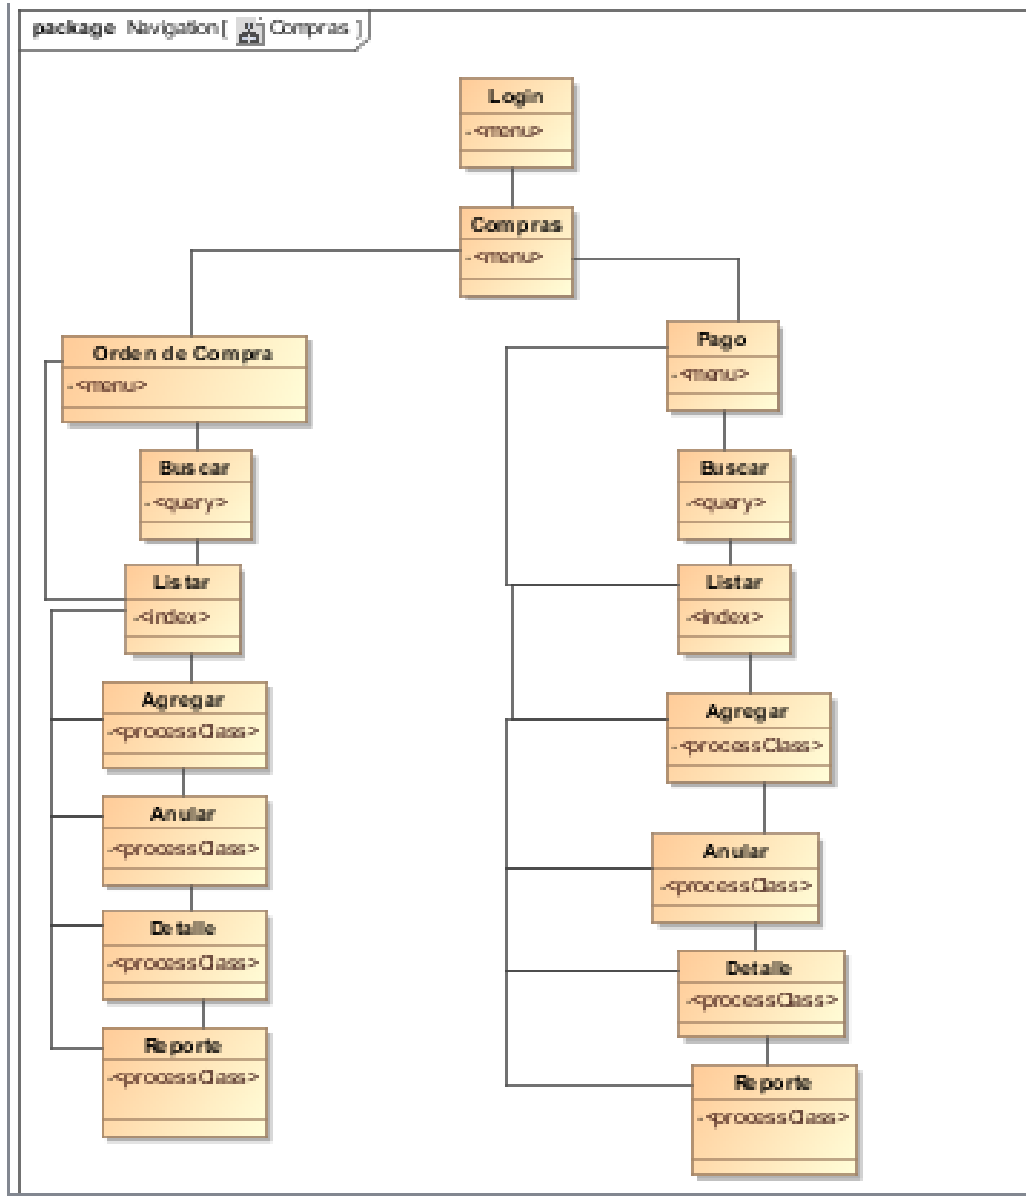 package Navigation [ Compras ]
Login
-<menu>
Compras
-<menu>
Orden de Compra
-<menu>
Buscar
-<query>
Listar
-<index>
Agregar
-<processClass>
Anular
-<processClass>
Detalle
-<processClass>
Reporte
-<processClass>
Pago
-<menu>
Buscar
-<query>
Listar
-<index>
Agregar
-<processClass>
Anular
-<processClass>
Detalle
-<processClass>
Reporte
-<processClass>